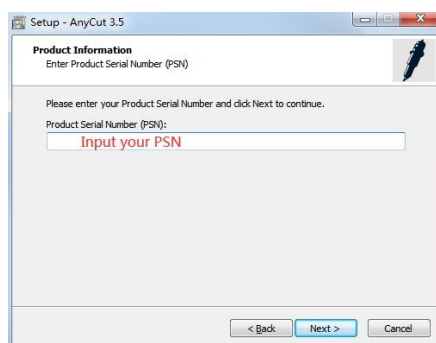 Setup - AnyCut 3.5
Product Information
Enter Product Serial Number (PSN)
Please enter your Product Serial Number and click Next to continue.
Product Serial Number (PSN):
Input your PSN
< Back
Next >
Cancel